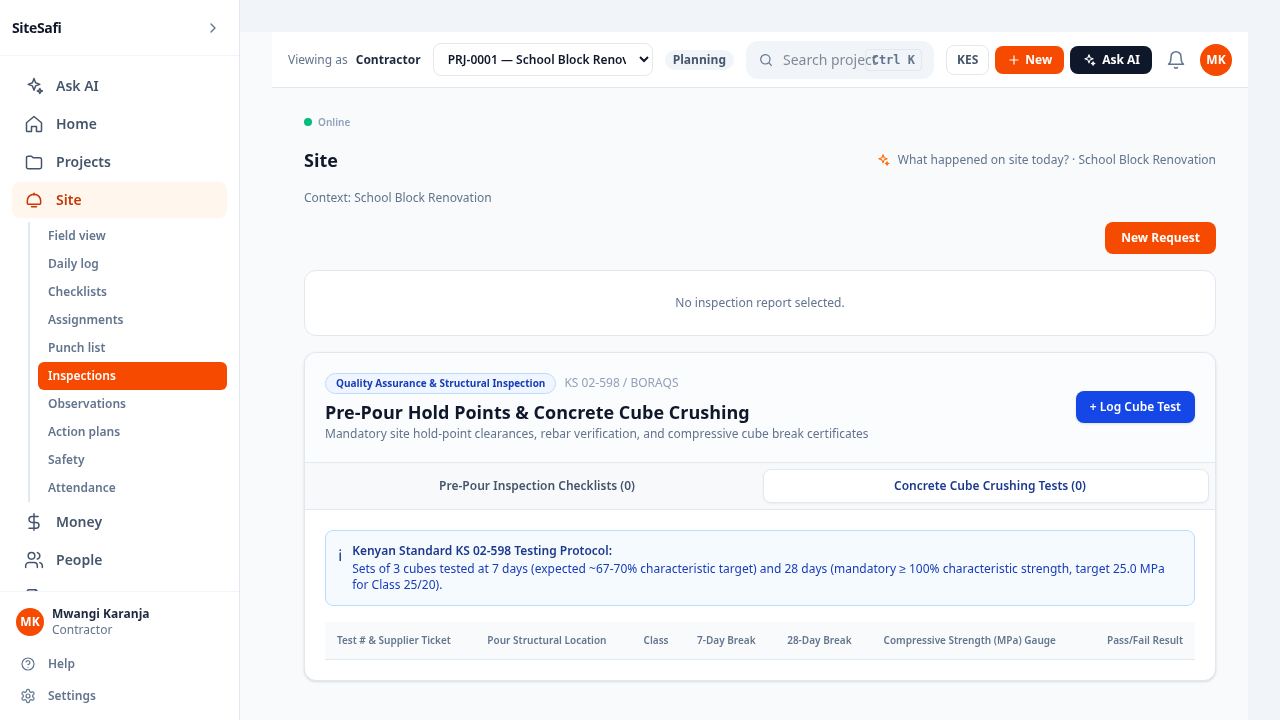 SiteSafi
Ask AI
Home
Projects
Site
Field view
Daily log
Checklists
Assignments
Punch list
Inspections
Observations
Action plans
Safety
Attendance
Money
People
MK
Mwangi Karanja
Contractor
Help
Settings
Viewing as Contractor
PRJ-0001 — School Block Renov
Planning
Search project
Ctrl K
KES
New
Ask AI
MK
Online
Site
What happened on site today? · School Block Renovation
Context: School Block Renovation
New Request
No inspection report selected.
Quality Assurance & Structural Inspection
KS 02-598 / BORAQS
Pre-Pour Hold Points & Concrete Cube Crushing
Mandatory site hold-point clearances, rebar verification, and compressive cube break certificates
+ Log Cube Test
Pre-Pour Inspection Checklists (0)
Concrete Cube Crushing Tests (0)
i
Kenyan Standard KS 02-598 Testing Protocol:
Sets of 3 cubes tested at 7 days (expected ~67-70% characteristic target) and 28 days (mandatory ≥ 100% characteristic strength, target 25.0 MPa
for Class 25/20).
Test # & Supplier Ticket
Pour Structural Location
Class
7-Day Break
28-Day Break
Compressive Strength (MPa) Gauge
Pass/Fail Result